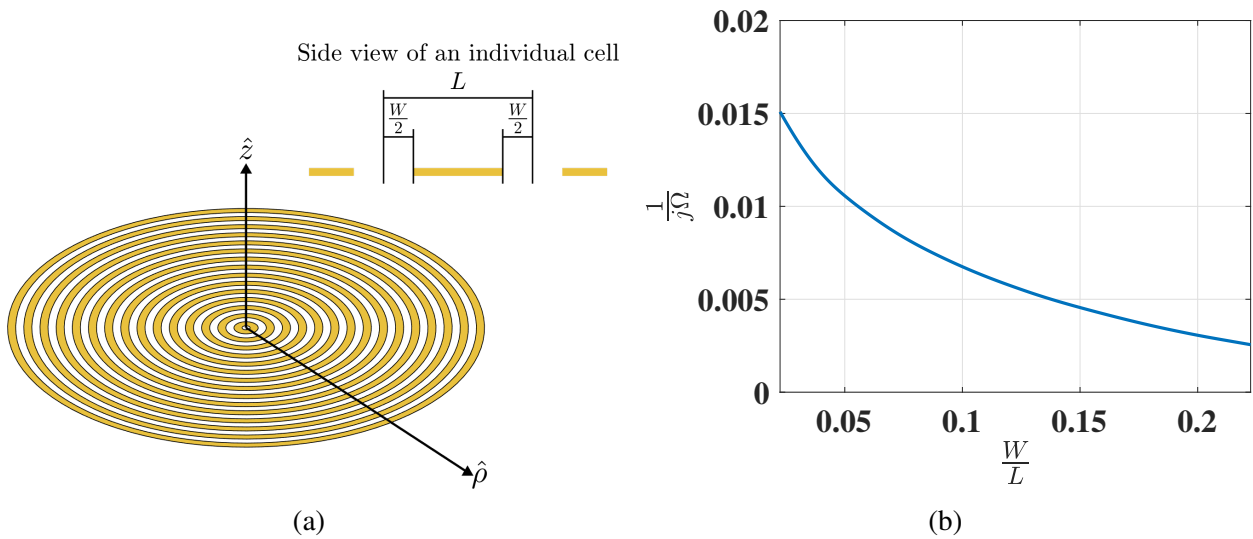 Side view of an individual cell
L
W/2 W/2
ẑ
ρ̂
(a)
0.02
0.015
0.01
0.005
0
1/jΩ
0.05 0.1 0.15 0.2
W/L
(b)